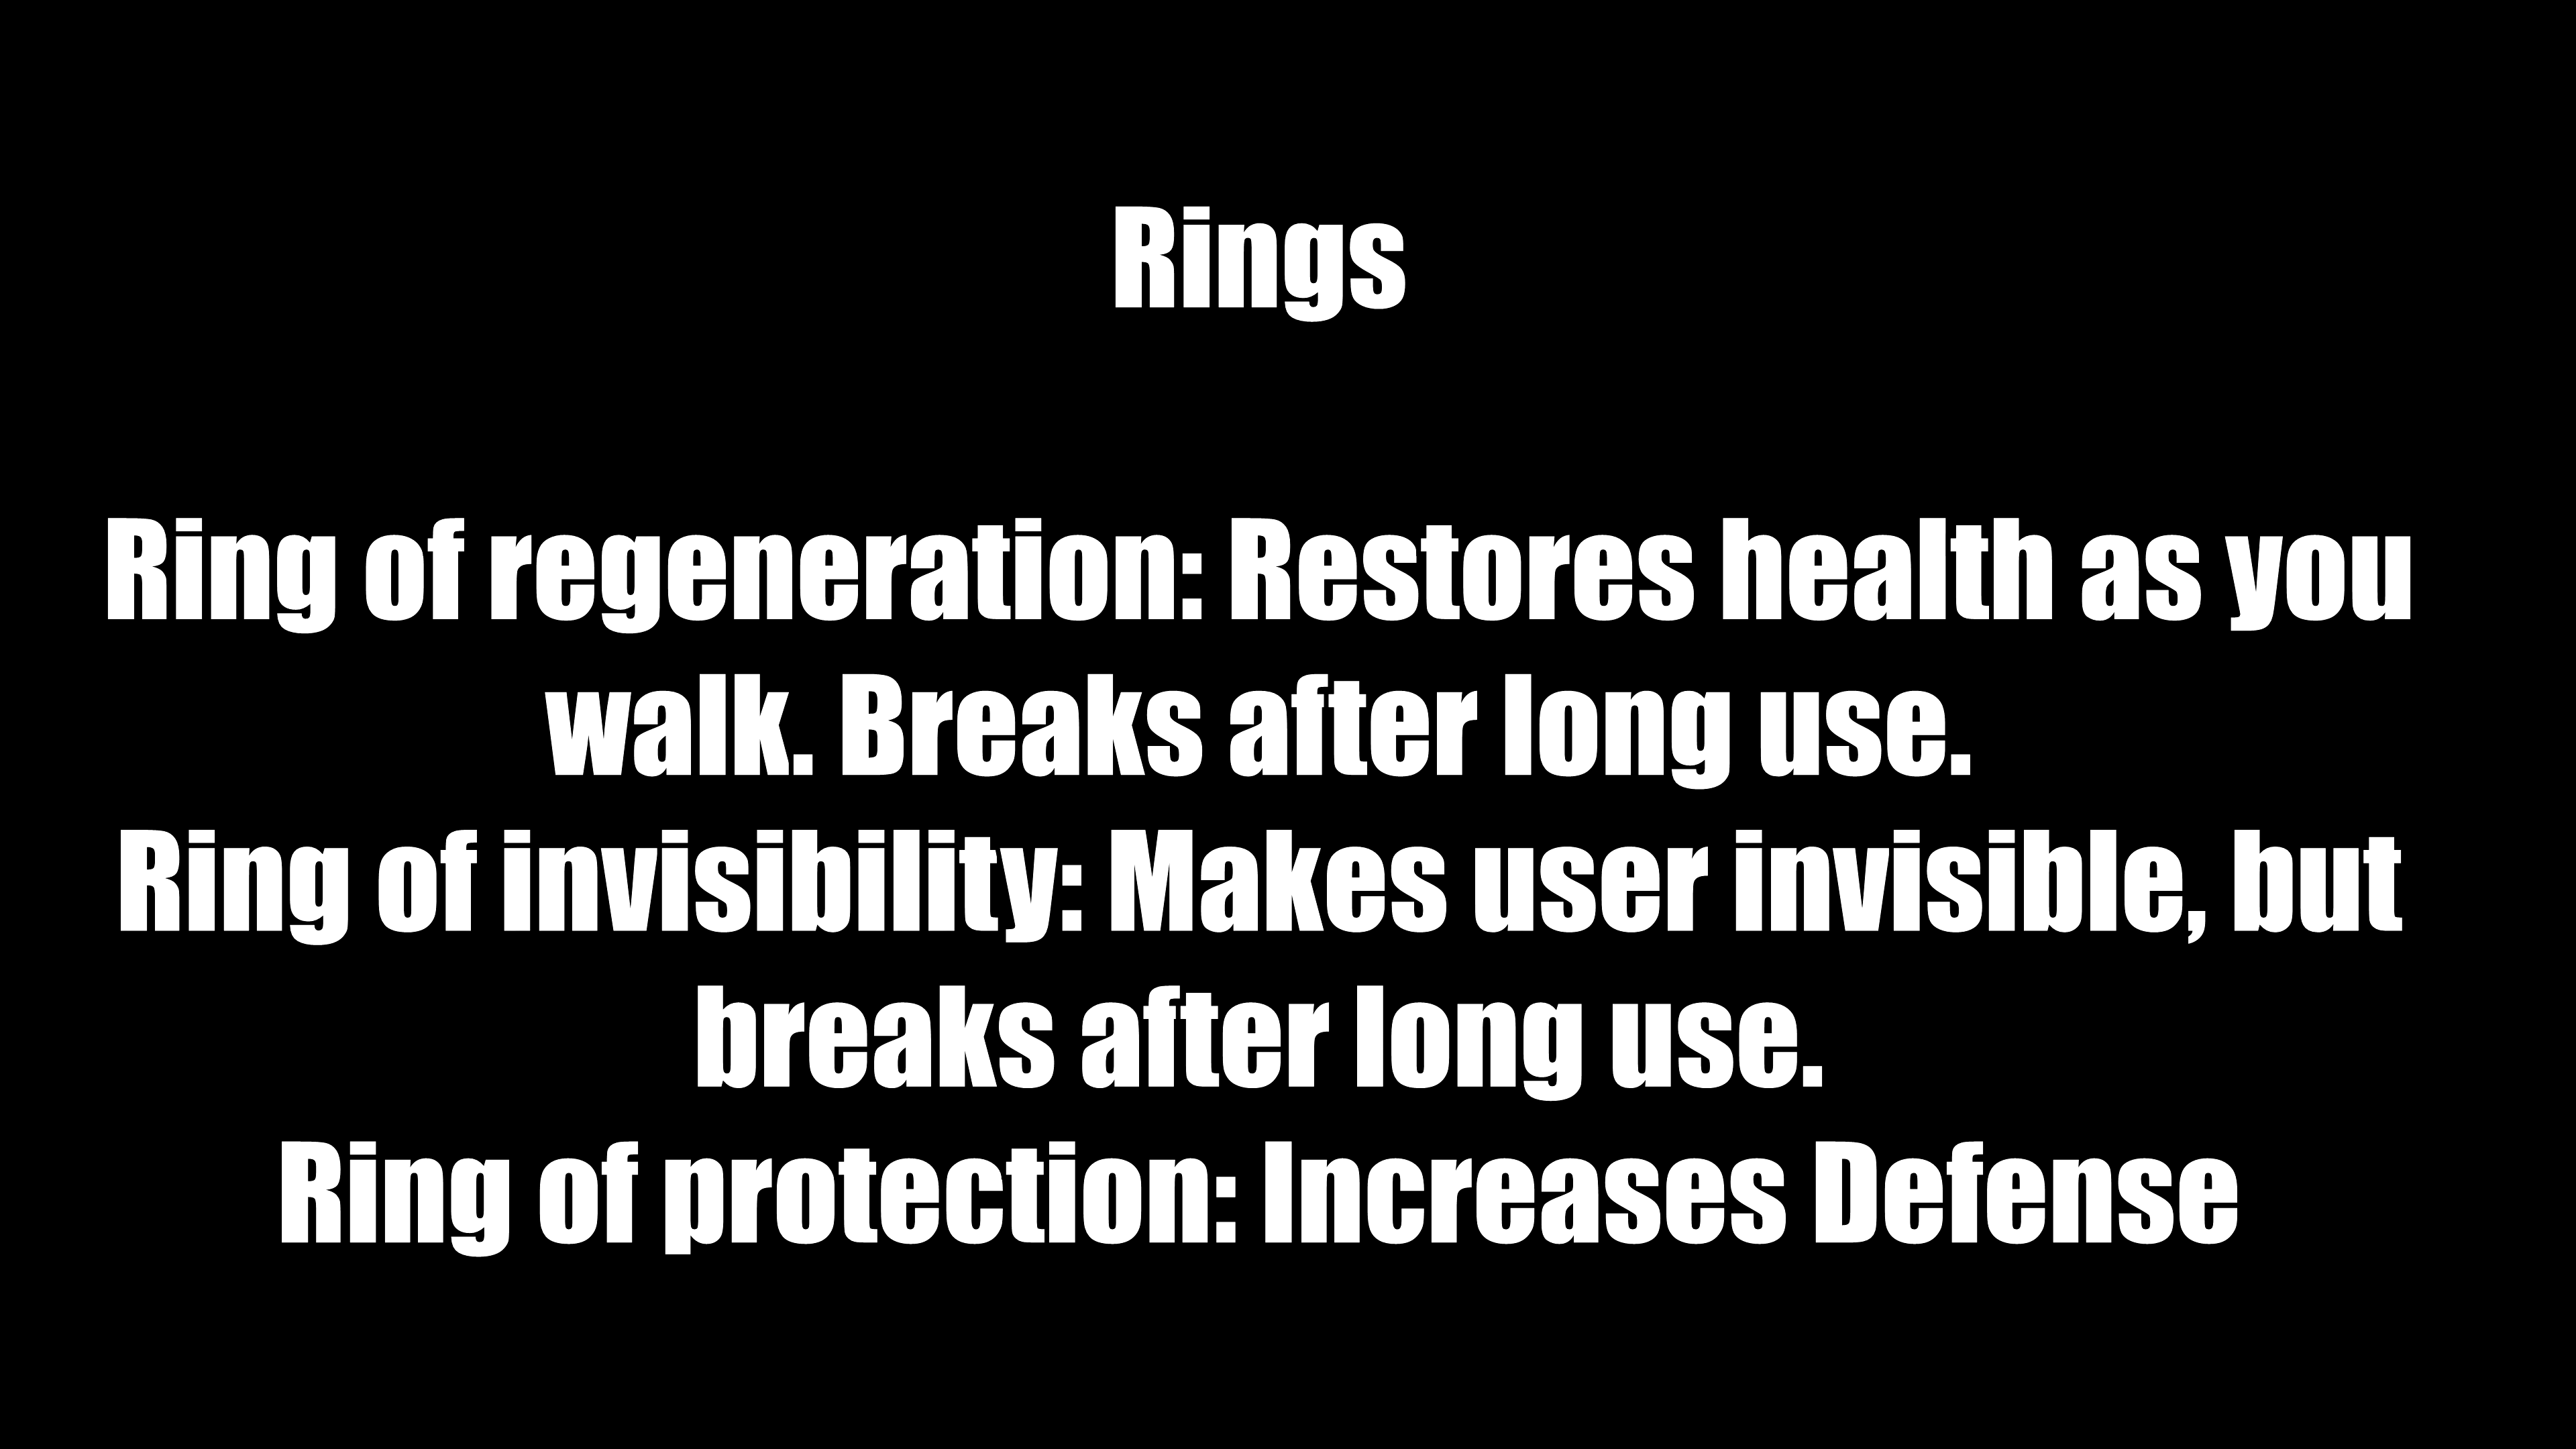 Rings
Ring of regeneration: Restores health as you
walk. Breaks after long use.
Ring of invisibility: Makes user invisible, but
breaks after long use.
Ring of protection: Increases Defense